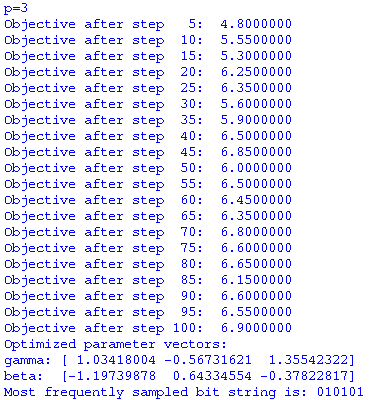 p=3
Objective after step   5:  4.8000000
Objective after step  10:  5.5500000
Objective after step  15:  5.3000000
Objective after step  20:  6.2500000
Objective after step  25:  6.3500000
Objective after step  30:  5.6000000
Objective after step  35:  5.9000000
Objective after step  40:  6.5000000
Objective after step  45:  6.8500000
Objective after step  50:  6.0000000
Objective after step  55:  6.5000000
Objective after step  60:  6.4500000
Objective after step  65:  6.3500000
Objective after step  70:  6.8000000
Objective after step  75:  6.6000000
Objective after step  80:  6.6500000
Objective after step  85:  6.1500000
Objective after step  90:  6.6000000
Objective after step  95:  6.5500000
Objective after step 100:  6.9000000
Optimized parameter vectors:
gamma: [ 1.03418004 -0.56731621  1.35542322]
beta:  [-1.19739878  0.64334554 -0.37822817]
Most frequently sampled bit string is: 010101